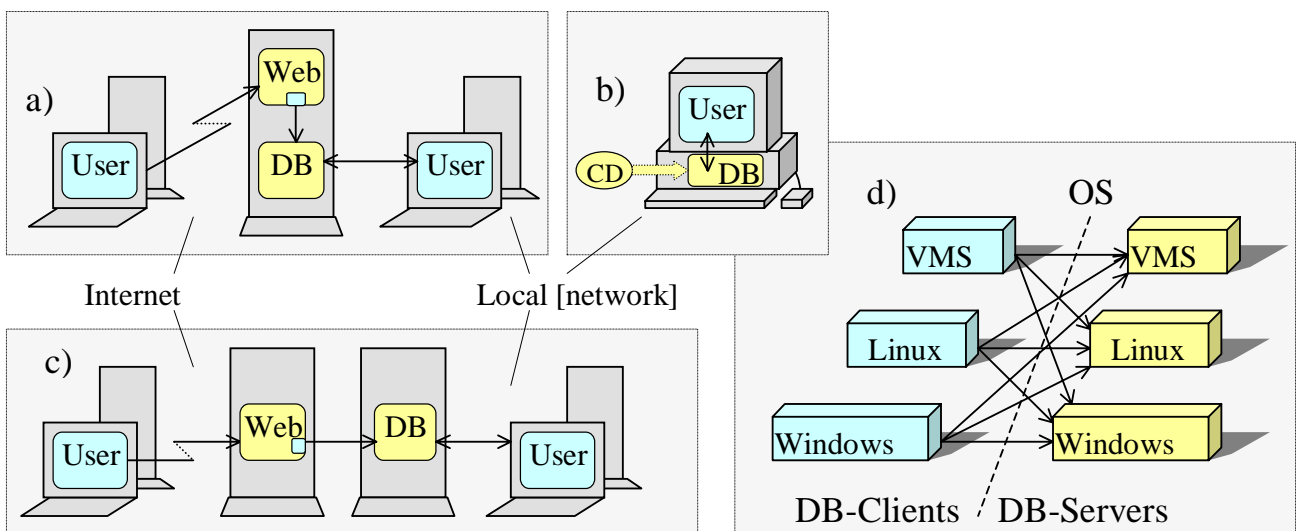 a)
Web
User
DB
User
b)
User
CD
DB
Internet
Local [network]
c)
User
Web
DB
User
d)
OS
VMS
VMS
Linux
Linux
Windows
Windows
DB-Clients
DB-Servers